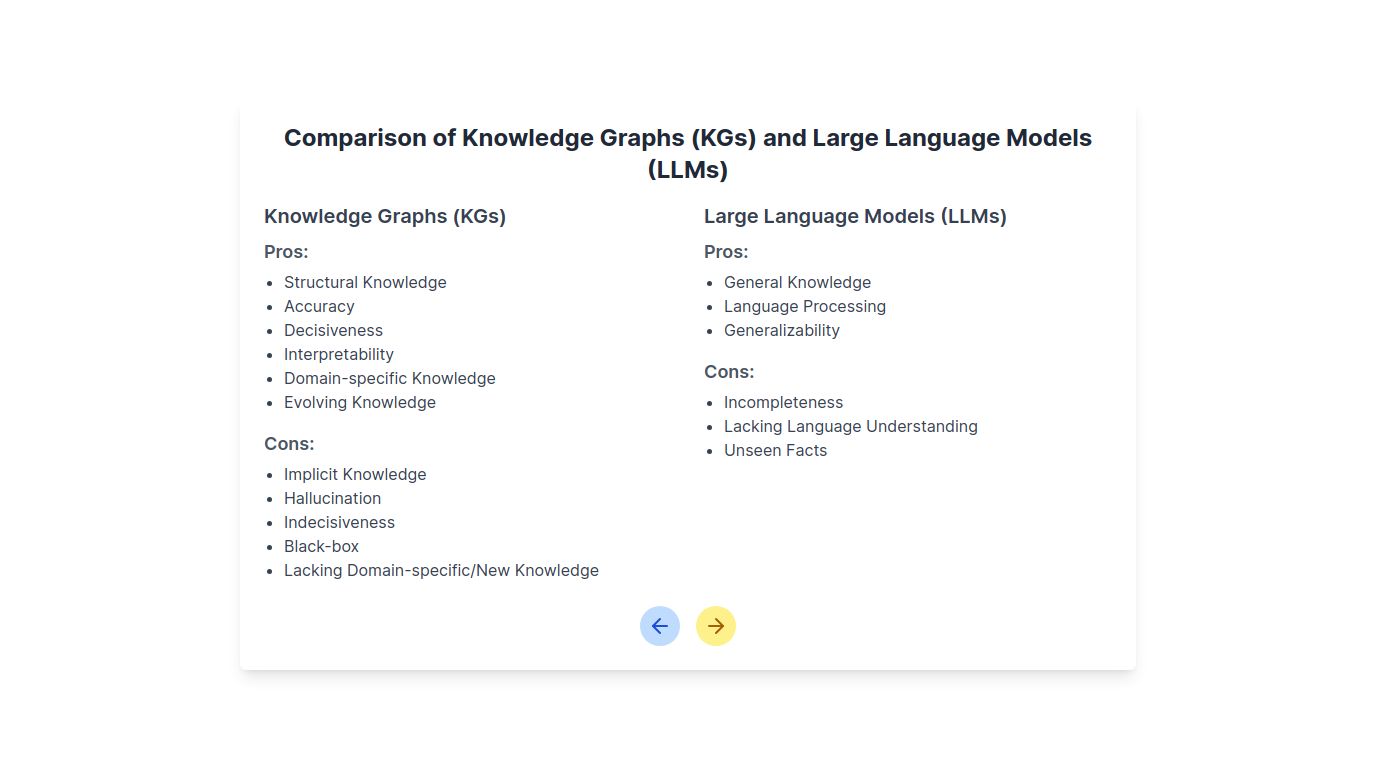 Comparison of Knowledge Graphs (KGs) and Large Language Models
(LLMs)
Knowledge Graphs (KGs)
Pros:
Structural Knowledge
Accuracy
Decisiveness
Interpretability
Domain-specific Knowledge
Evolving Knowledge
Cons:
Implicit Knowledge
Hallucination
Indecisiveness
Black-box
Lacking Domain-specific/New Knowledge
Large Language Models (LLMs)
Pros:
General Knowledge
Language Processing
Generalizability
Cons:
Incompleteness
Lacking Language Understanding
Unseen Facts